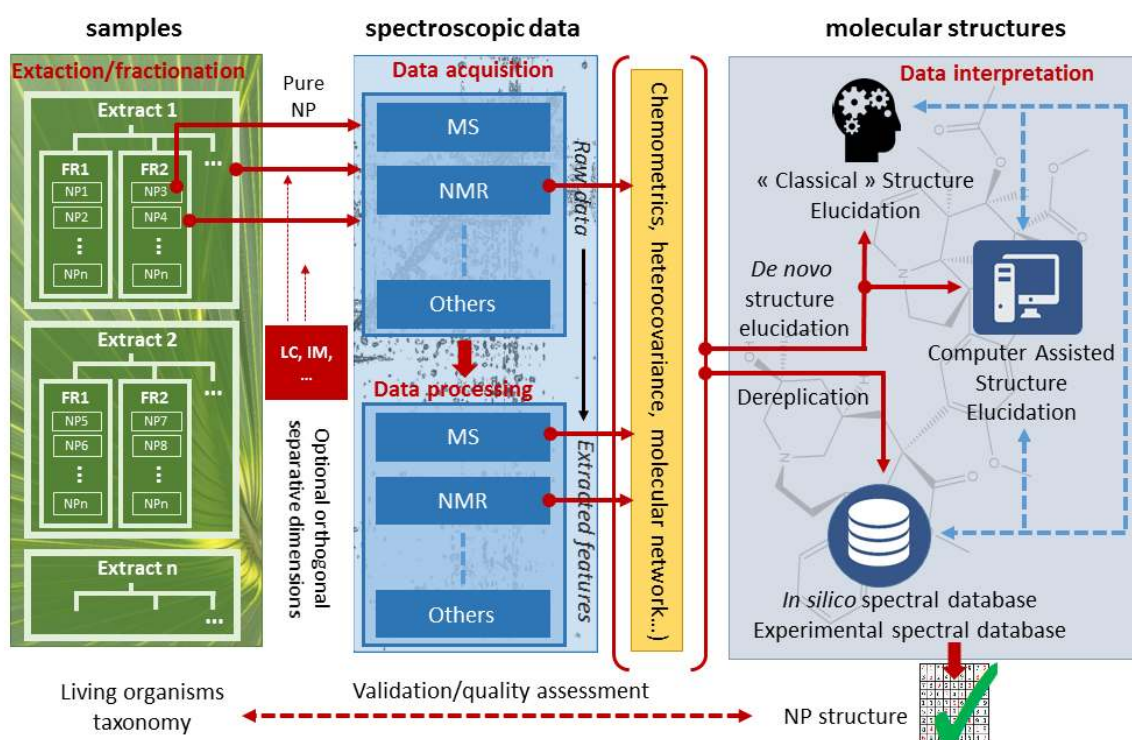 samples
Extaction/fractionation
Extract 1
FR1
NP1
NP2
NPn
FR2
NP3
NP4
NPn
...
Extract 2
FR1
NP5
NP6
NPn
FR2
NP7
NP8
NPn
...
Extract n
...
Pure
NP
LC, IM,
...
Optional orthogonal
separative dimensions
spectroscopic data
Data acquisition
MS
NMR
Others
Raw data
Data processing
MS
NMR
Others
Extracted features
Chemometrics, heterocovariance, molecular network...)
molecular structures
Data interpretation
« Classical » Structure
Elucidation
De novo
structure
elucidation
Computer Assisted
Structure
Elucidation
Dereplication
In silico spectral database
Experimental spectral database
Living organisms
taxonomy
Validation/quality assessment
NP structure